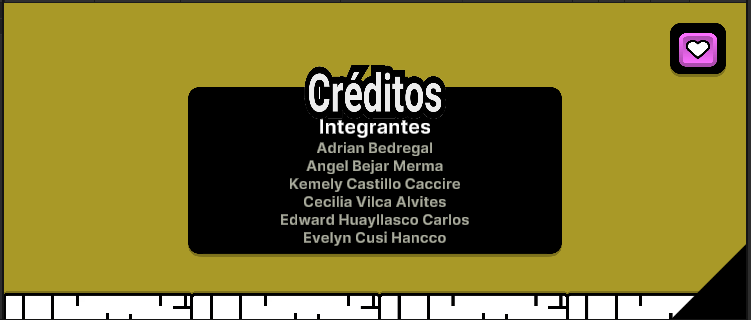 Créditos
Integrantes
Adrian Bedregal
Angel Bejar Merma
Kemely Castillo Caccire
Cecilia Vilca Alvites
Edward Huayllasco Carlos
Evelyn Cusi Hancco